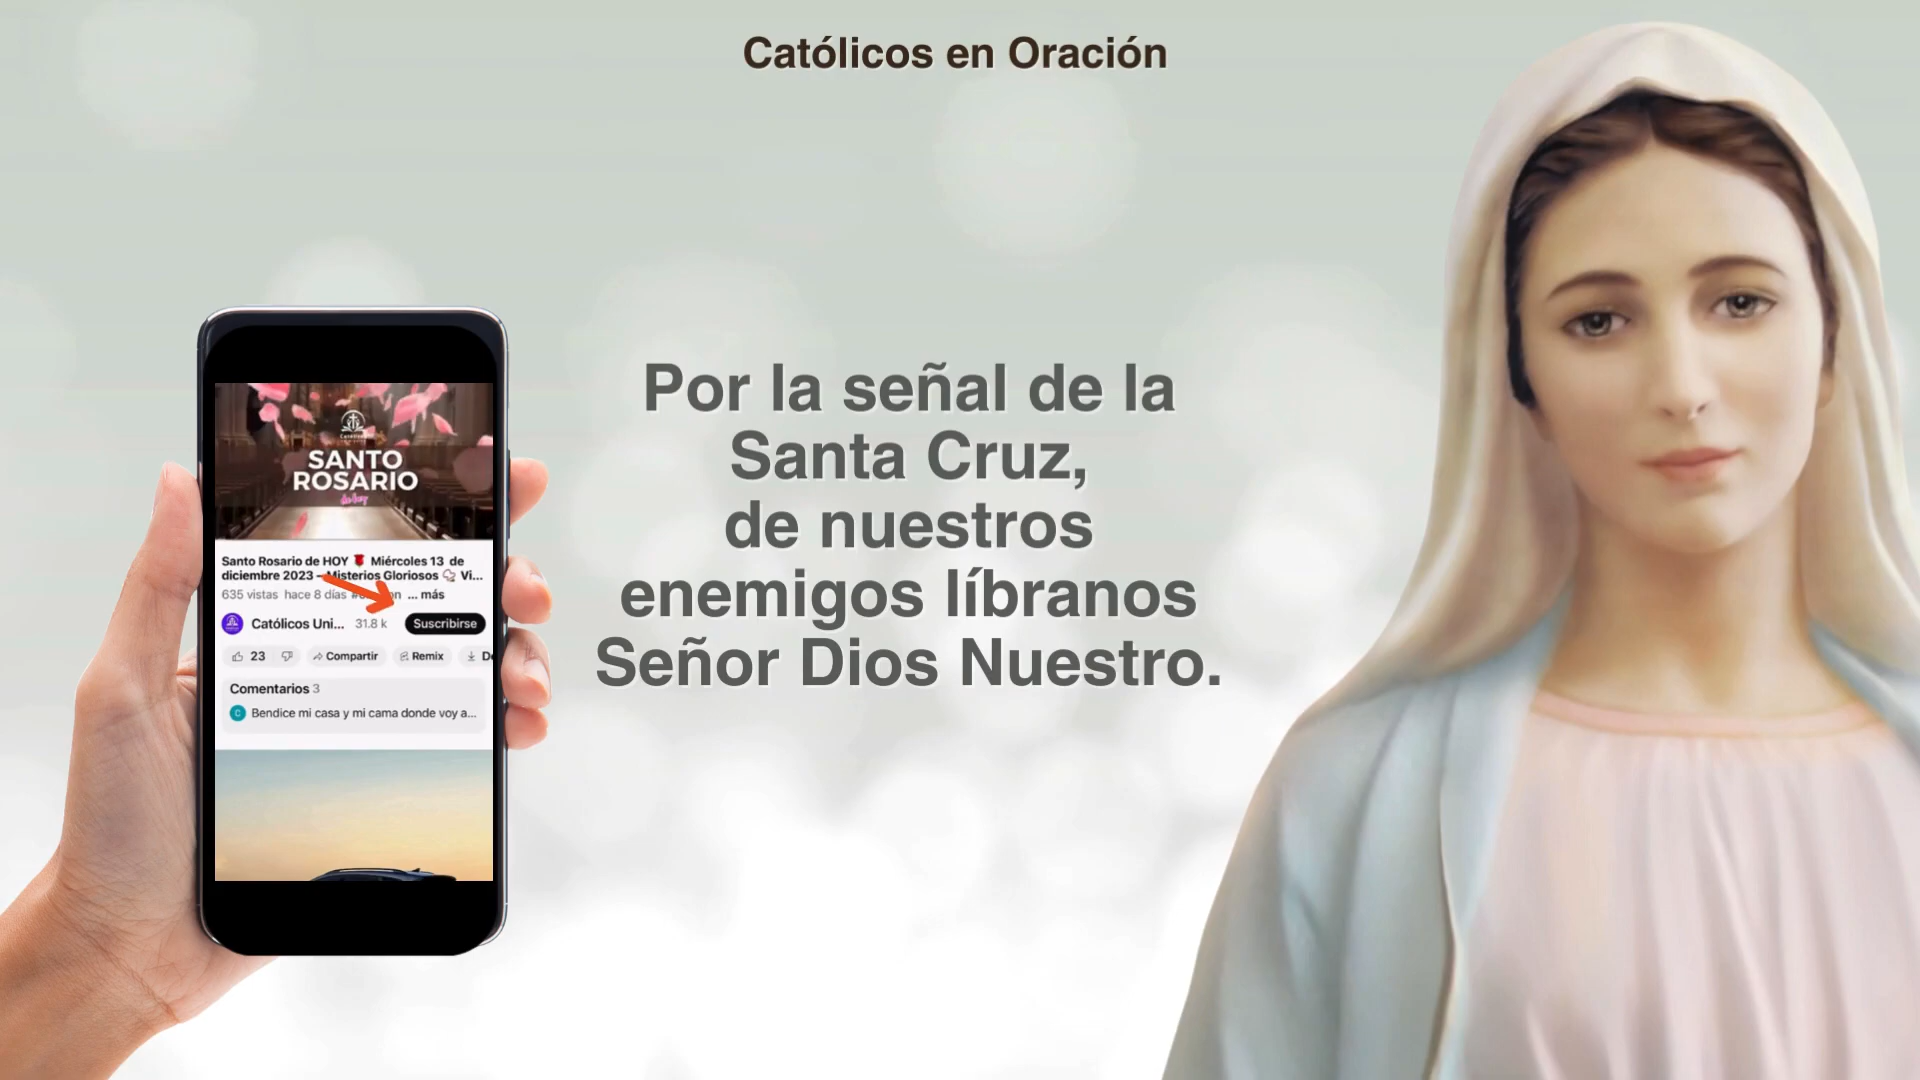 Católicos en Oración
Por la señal de la
Santa Cruz,
de nuestros
enemigos líbranos
Señor Dios Nuestro.
SANTO
ROSARIO
de hoy
Santo Rosario de HOY 🌹 Miércoles 13 de
diciembre 2023 – Misterios Gloriosos 📿 Vi...
635 vistas hace 8 días ... más
Católicos Uni... 31.8 k Suscribirse
23 Compartir Remix
Comentarios 3
C Bendice mi casa y mi cama donde voy a...